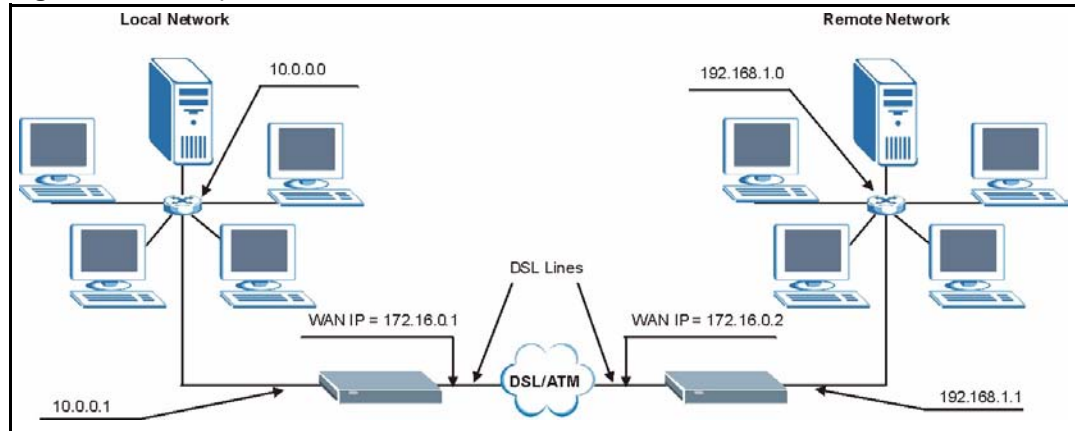 Local Network
Remote Network
10.0.0.0
192.168.1.0
DSL Lines
WAN IP = 172.16.0.1
WAN IP = 172.16.0.2
DSL/ATM
10.0.0.1
192.168.1.1